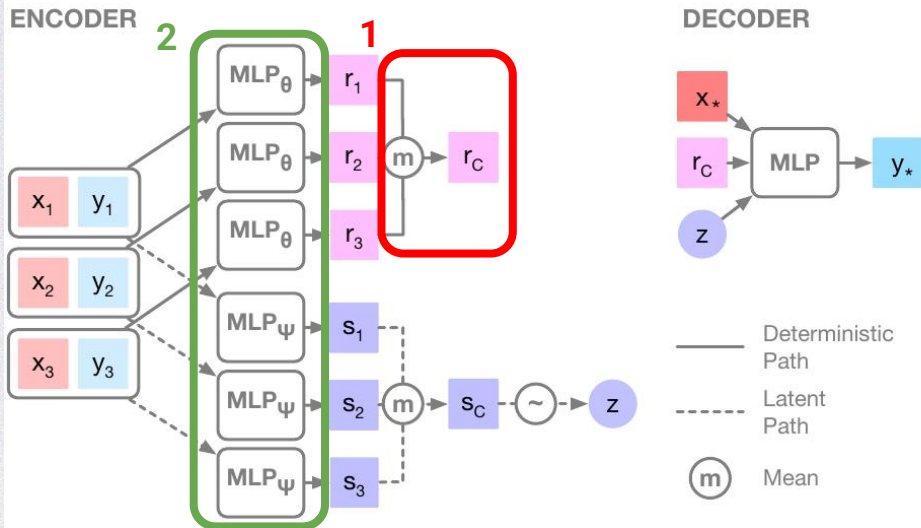 ENCODER
2
1
MLPθ
r1
MLPθ
r2
m
rC
MLPθ
r3
x1 y1
x2 y2
x3 y3
MLPψ
s1
MLPψ
s2
m
sC
~
z
MLPψ
s3
DECODER
x*
rC
MLP
y*
z
Deterministic
Path
Latent
Path
m
Mean